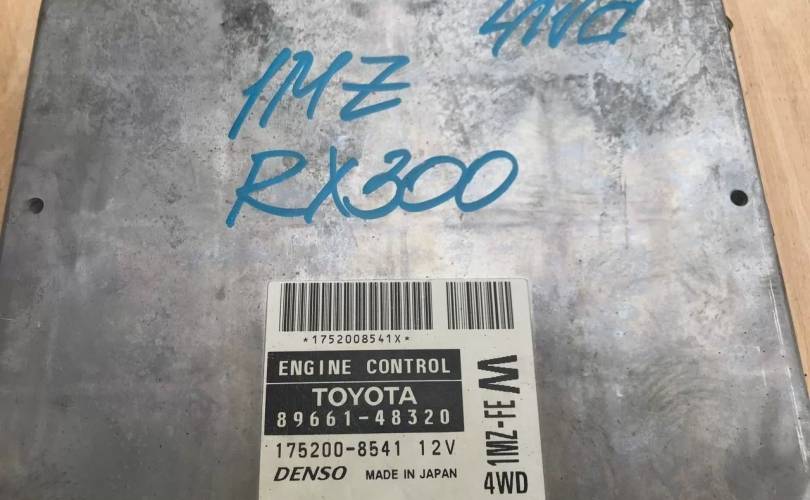 4WD
1MZ
RX300
*1752008541X*
ENGINE CONTROL
TOYOTA
89661-48320
175200-8541 12V
DENSO MADE IN JAPAN
1MZ-FE M
4WD